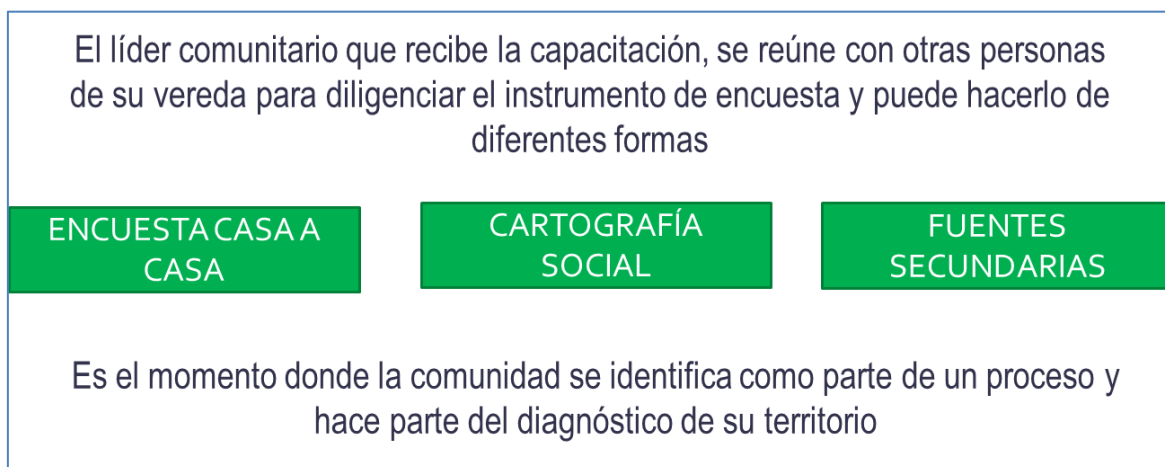 El líder comunitario que recibe la capacitación, se reúne con otras personas
de su vereda para diligenciar el instrumento de encuesta y puede hacerlo de
diferentes formas
ENCUESTA CASA A
CASA
CARTOGRAFÍA
SOCIAL
FUENTES
SECUNDARIAS
Es el momento donde la comunidad se identifica como parte de un proceso y
hace parte del diagnóstico de su territorio